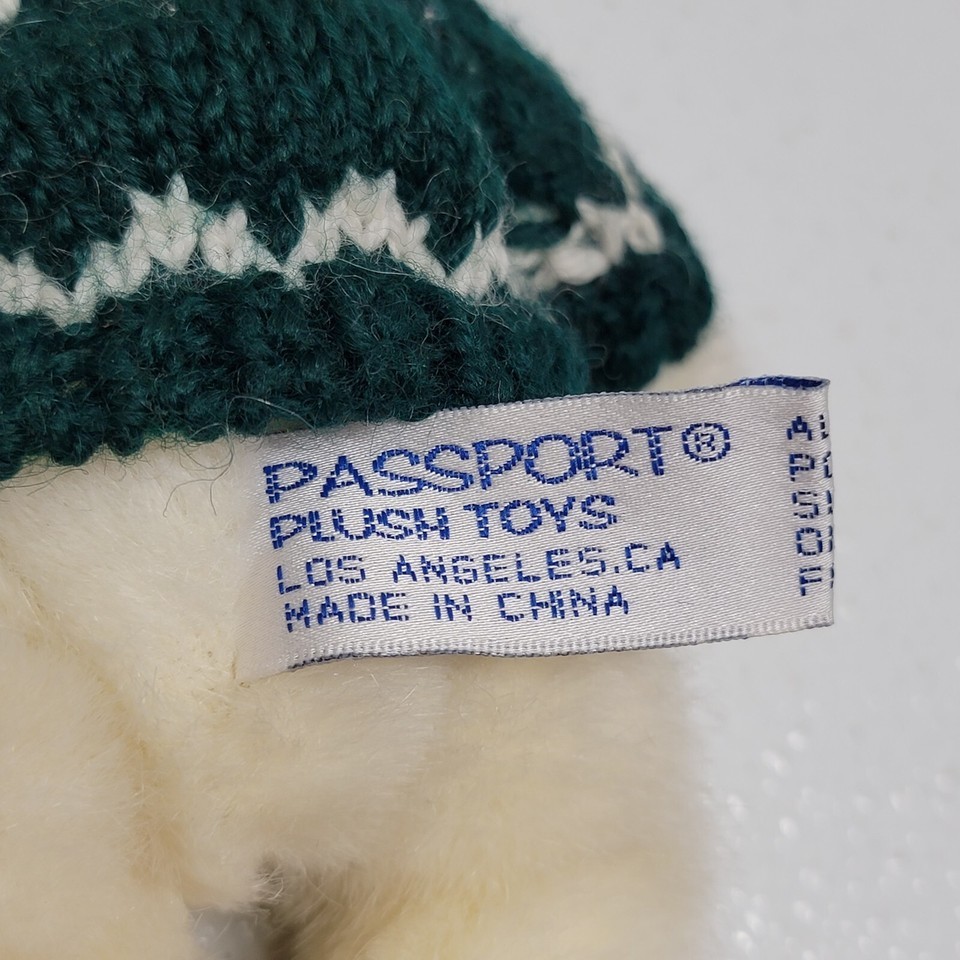 PASSPORT®
PLUSH TOYS
LOS ANGELES.CA
MADE IN CHINA